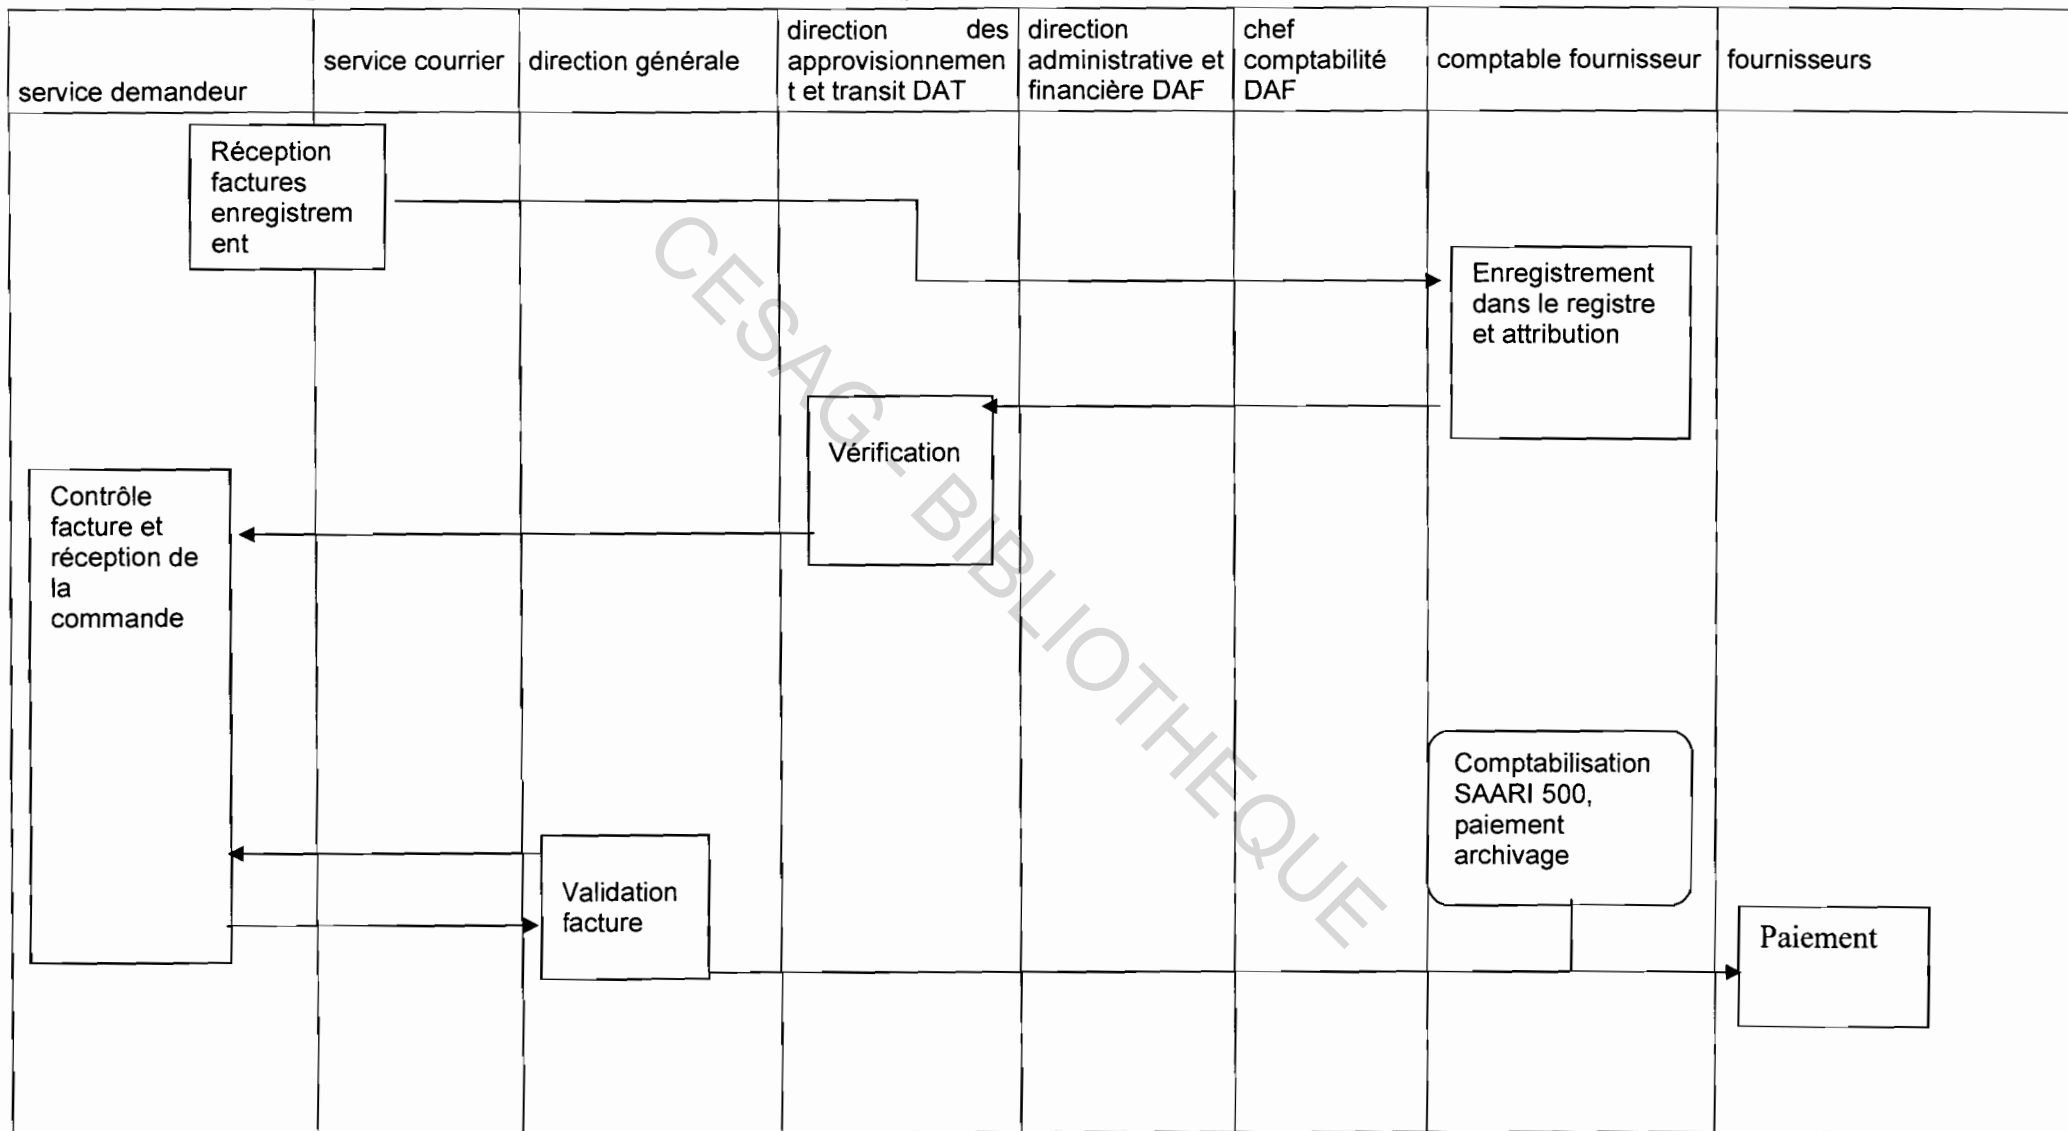 service demandeur
service courrier
direction générale
direction des
approvisionnemen
t et transit DAT
direction
administrative et
financière DAF
chef
comptabilité
DAF
comptable fournisseur
fournisseurs
Réception
factures
enregistrem
ent
Enregistrement
dans le registre
et attribution
Vérification
Contrôle
facture et
réception de
la
commande
Comptabilisation
SAARI 500,
paiement
archivage
Validation
facture
Paiement
CESAG - BIBLIOTHEQUE